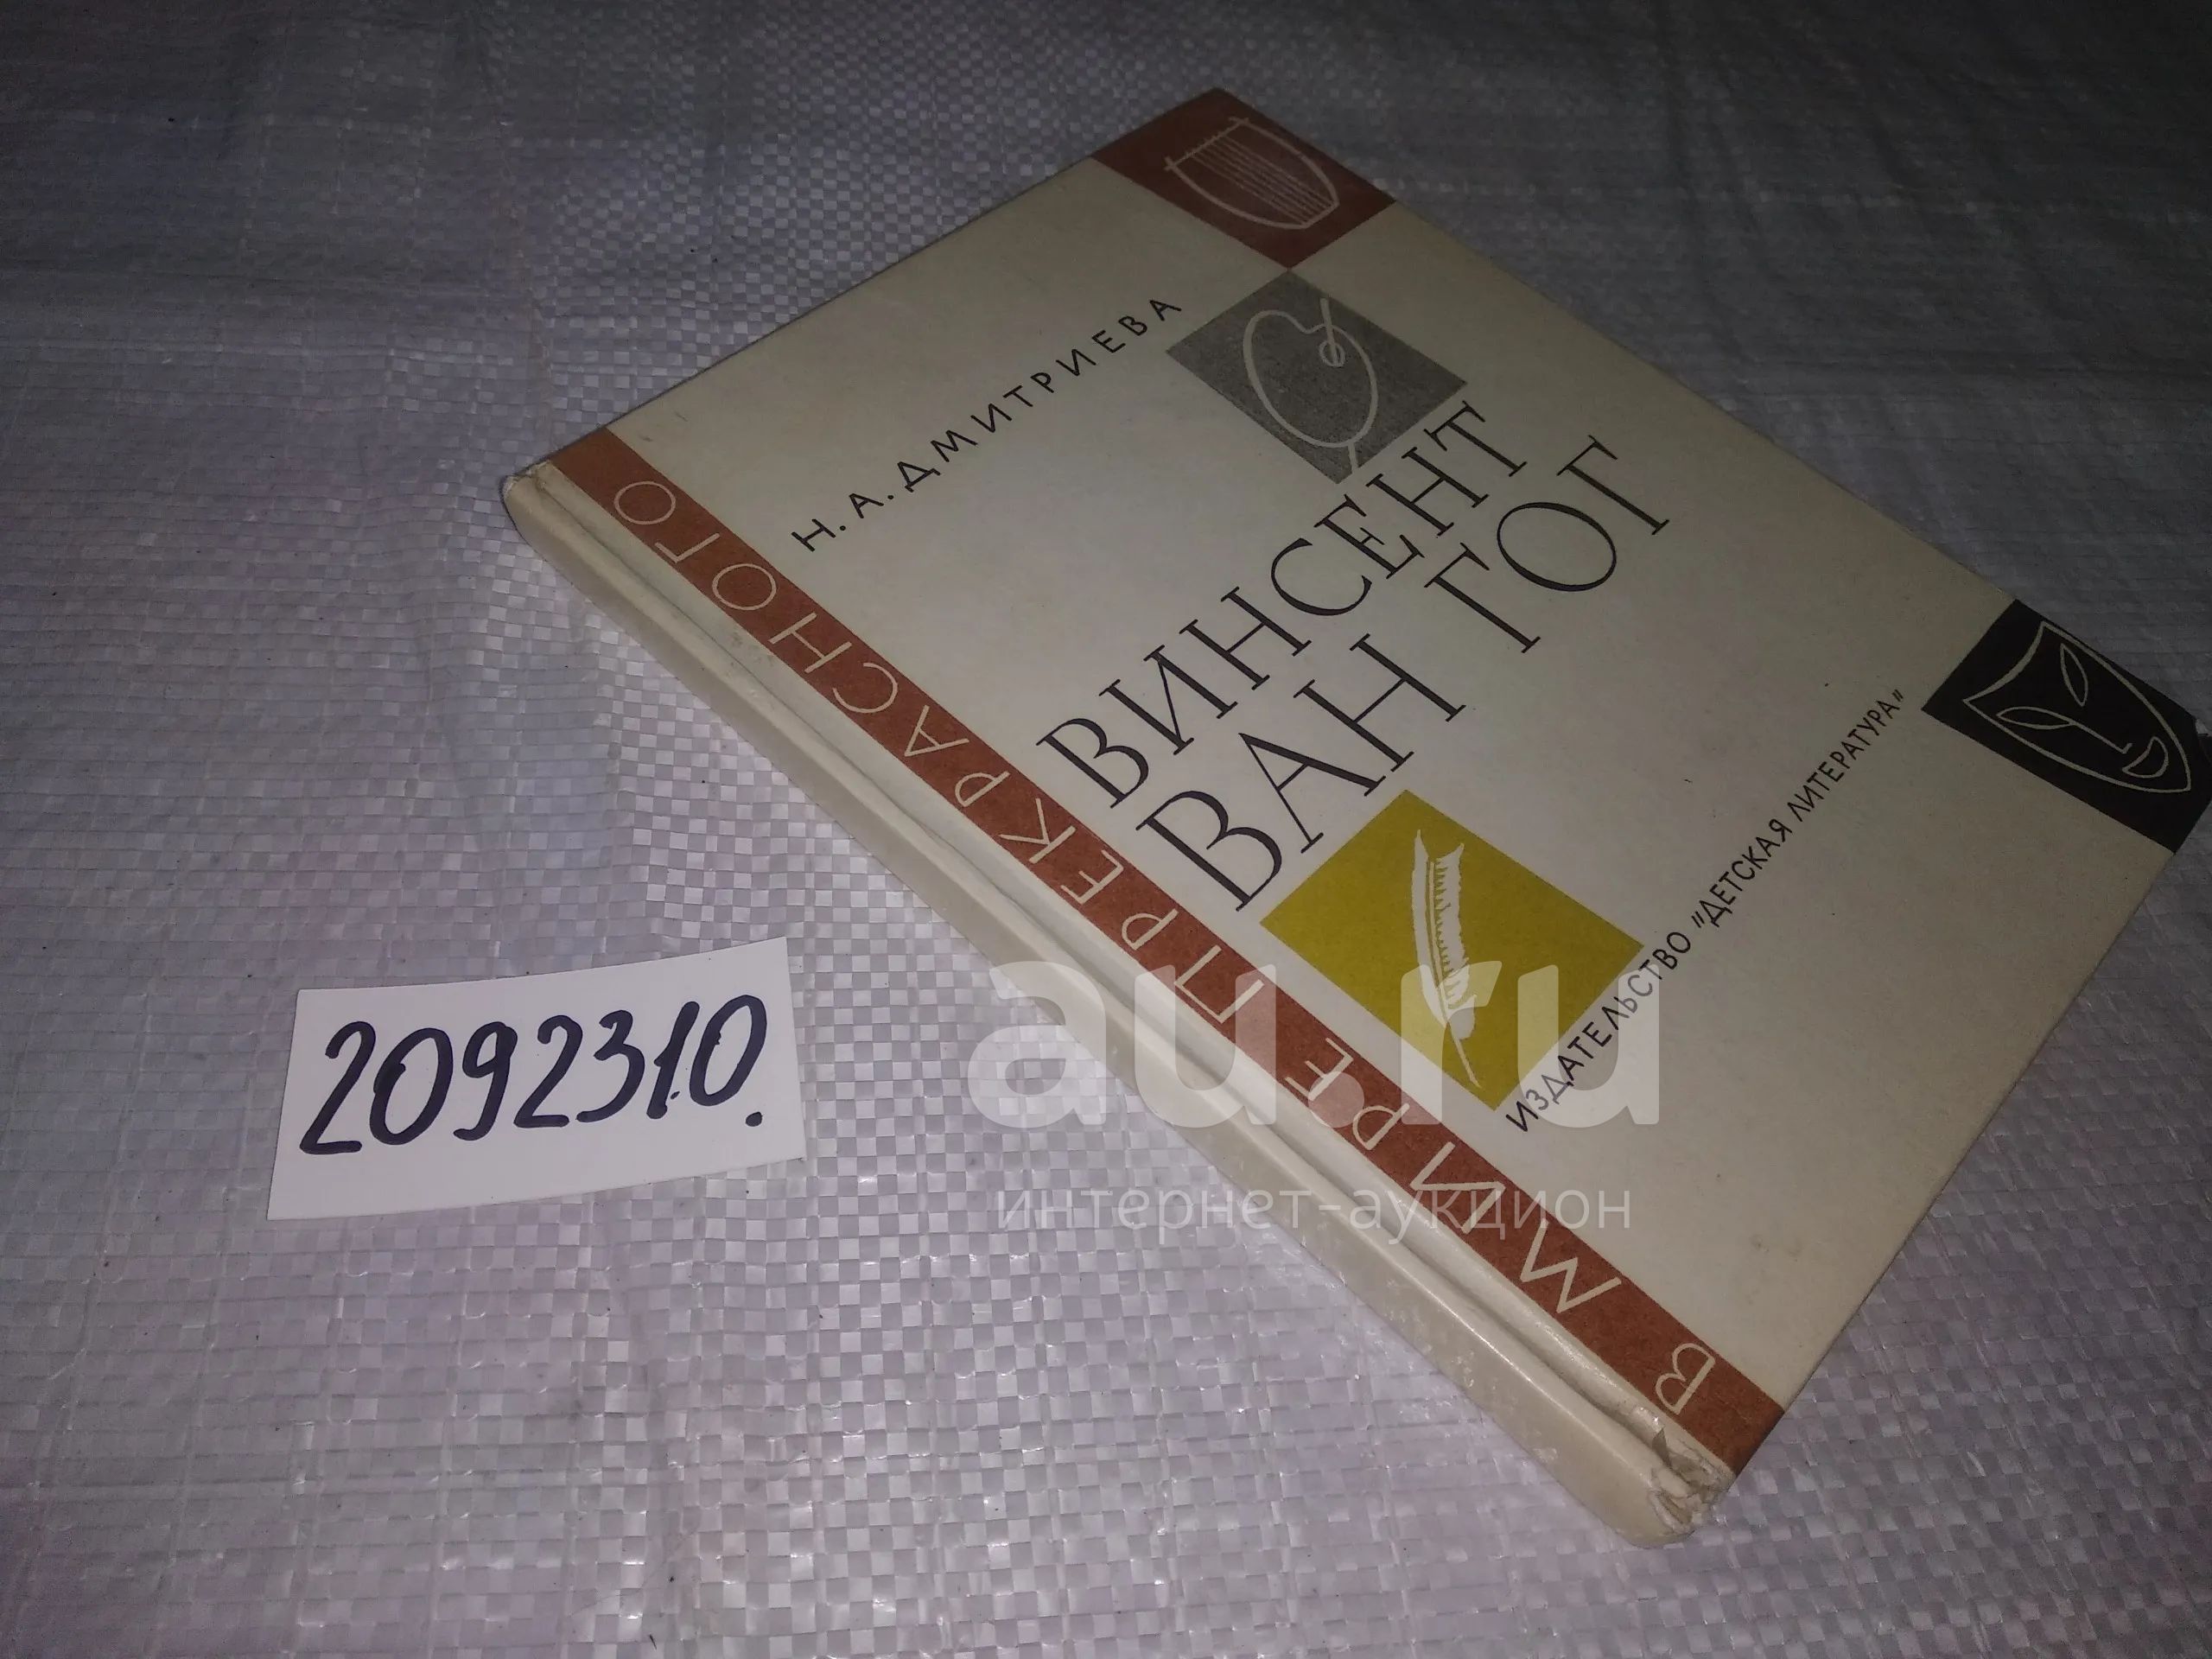 Н. А. ДМИТРИЕВА
ВИНСЕНТ
ВАН ГОГ
ИЗДАТЕЛЬСТВО "ДЕТСКАЯ ЛИТЕРАТУРА"
В МИРЕ ПРЕКРАСНОГО
2092310.
au.ru
интернет-аукцион